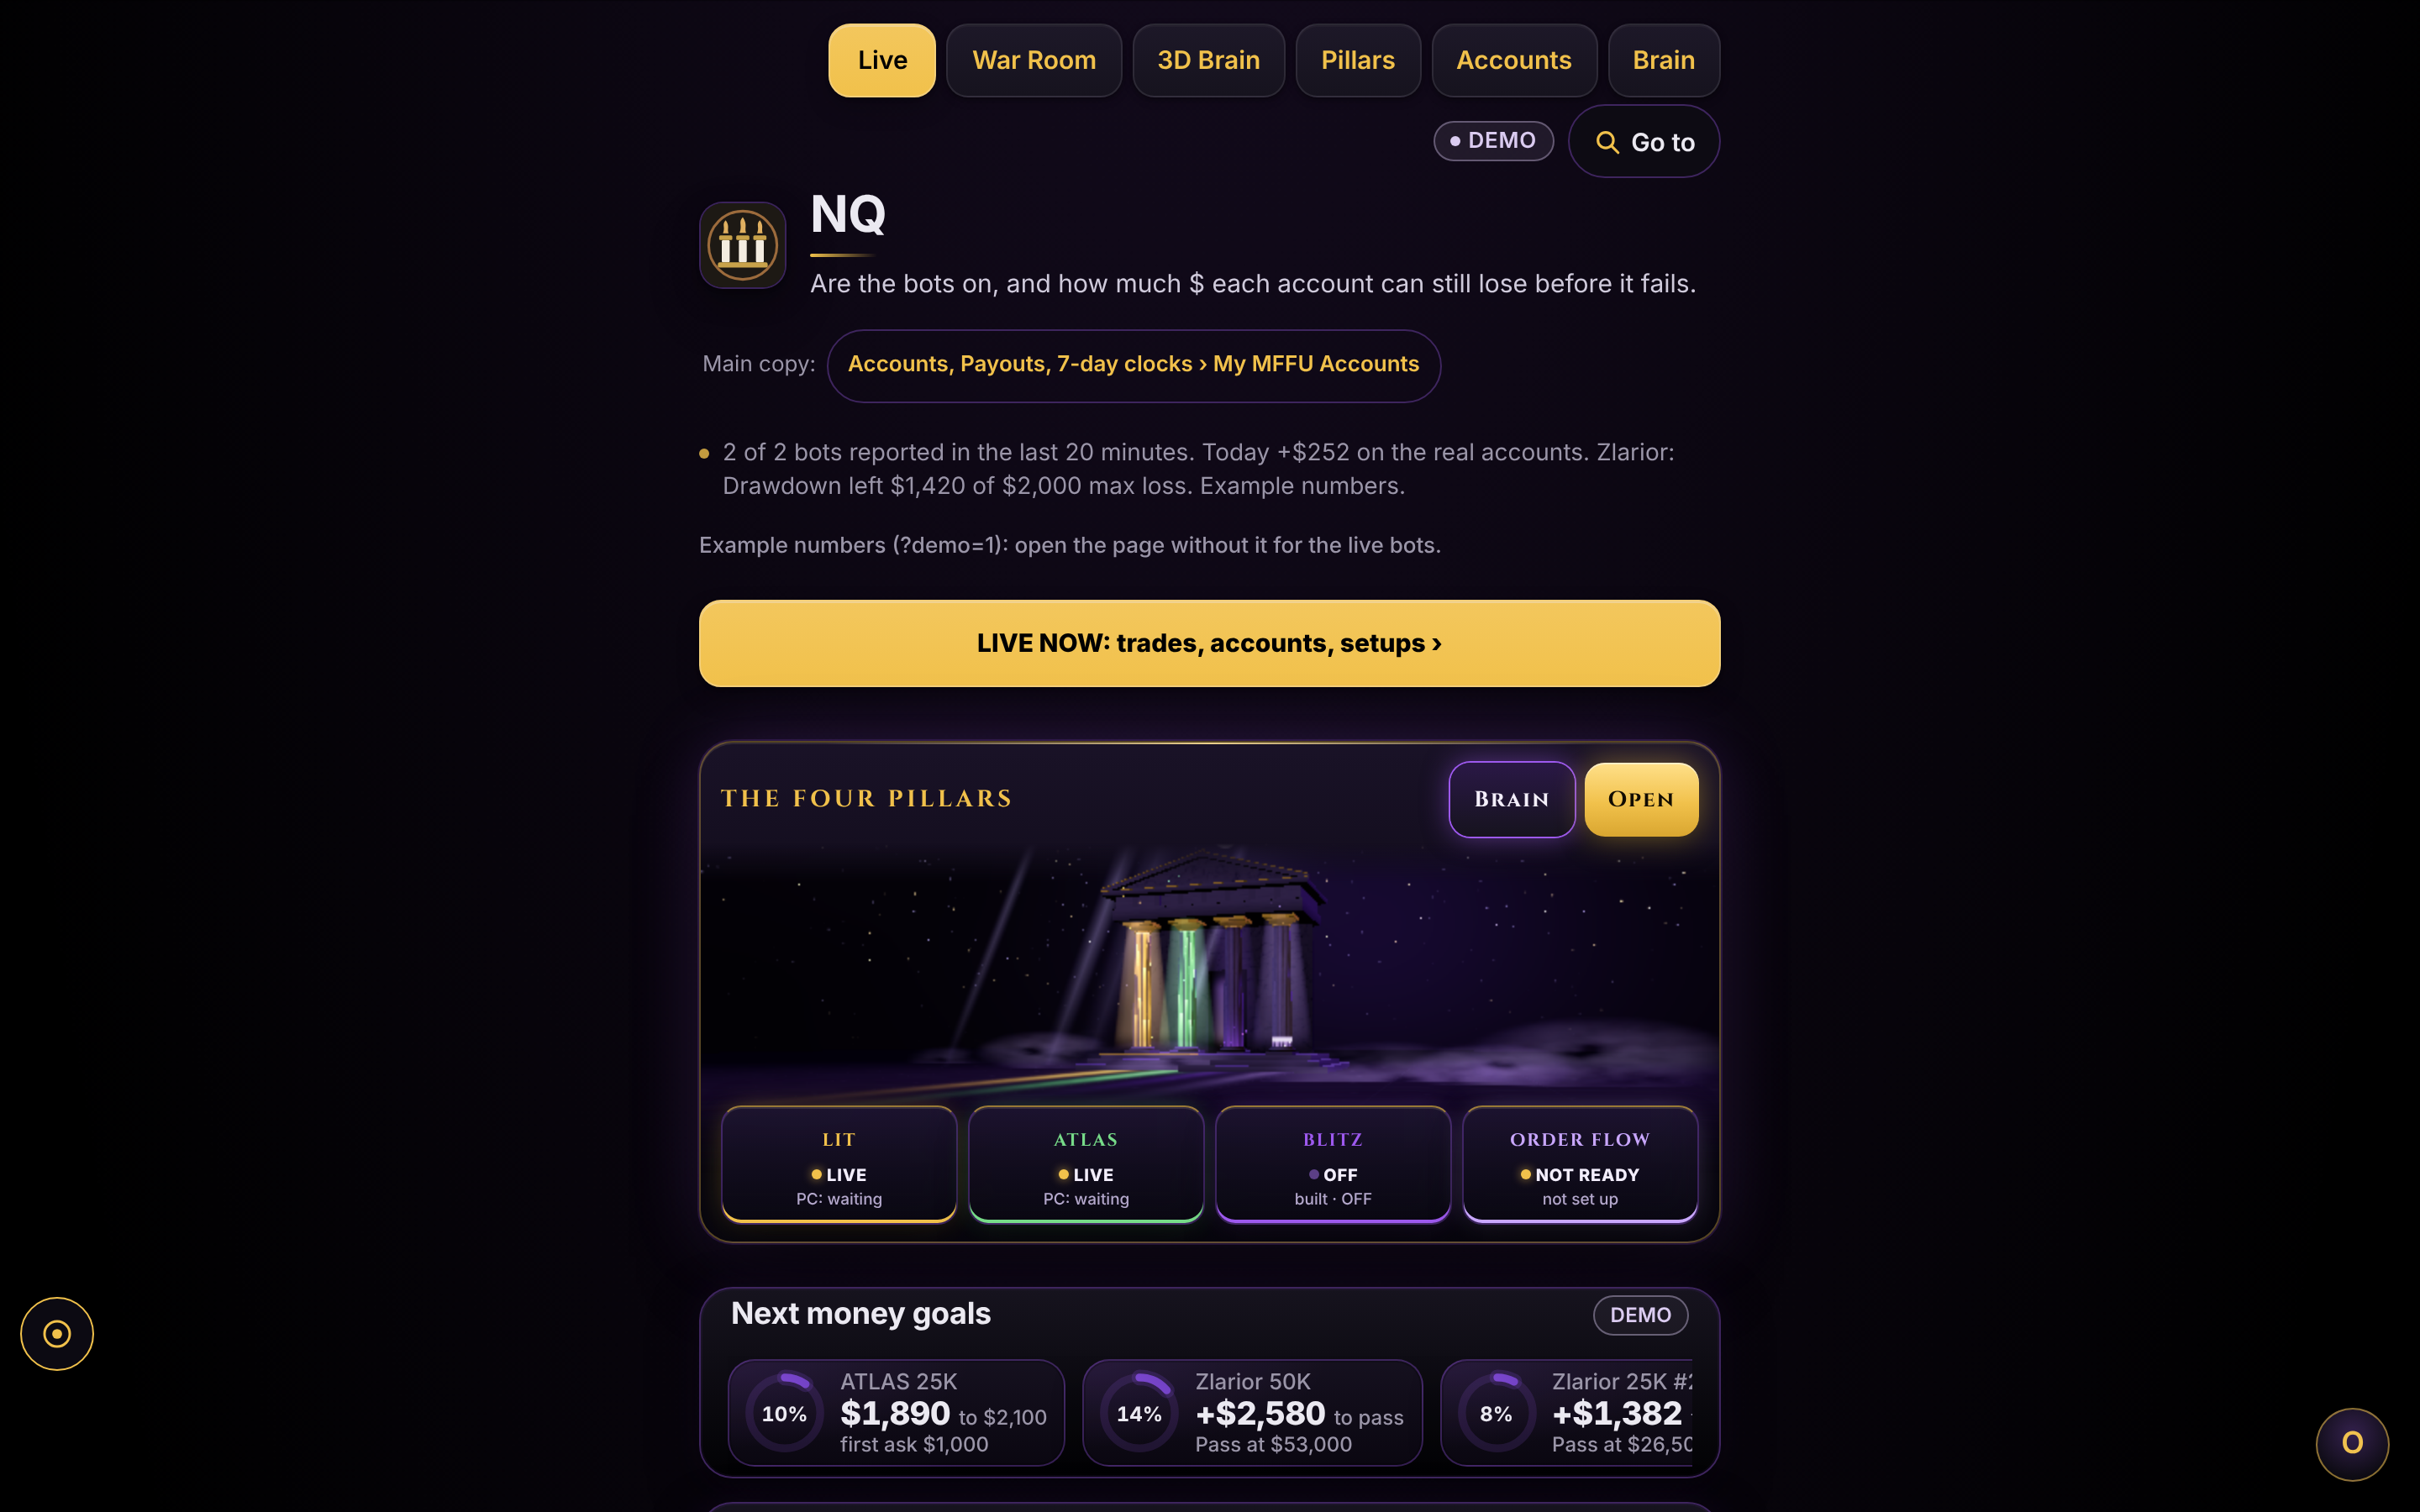 Live
War Room
3D Brain
Pillars
Accounts
Brain
DEMO
Go to
NQ
Are the bots on, and how much $ each account can still lose before it fails.
Main copy:
Accounts, Payouts, 7-day clocks › My MFFU Accounts
2 of 2 bots reported in the last 20 minutes. Today +$252 on the real accounts. Zlarior:
Drawdown left $1,420 of $2,000 max loss. Example numbers.
Example numbers (?demo=1): open the page without it for the live bots.
LIVE NOW: trades, accounts, setups ›
THE FOUR PILLARS
BRAIN
OPEN
LIT
LIVE
PC: waiting
ATLAS
LIVE
PC: waiting
BLITZ
OFF
built · OFF
ORDER FLOW
NOT READY
not set up
Next money goals
DEMO
10%
ATLAS 25K
$1,890 to $2,100
first ask $1,000
14%
Zlarior 50K
+$2,580 to pass
Pass at $53,000
8%
Zlarior 25K
+$1,382
Pass at
O